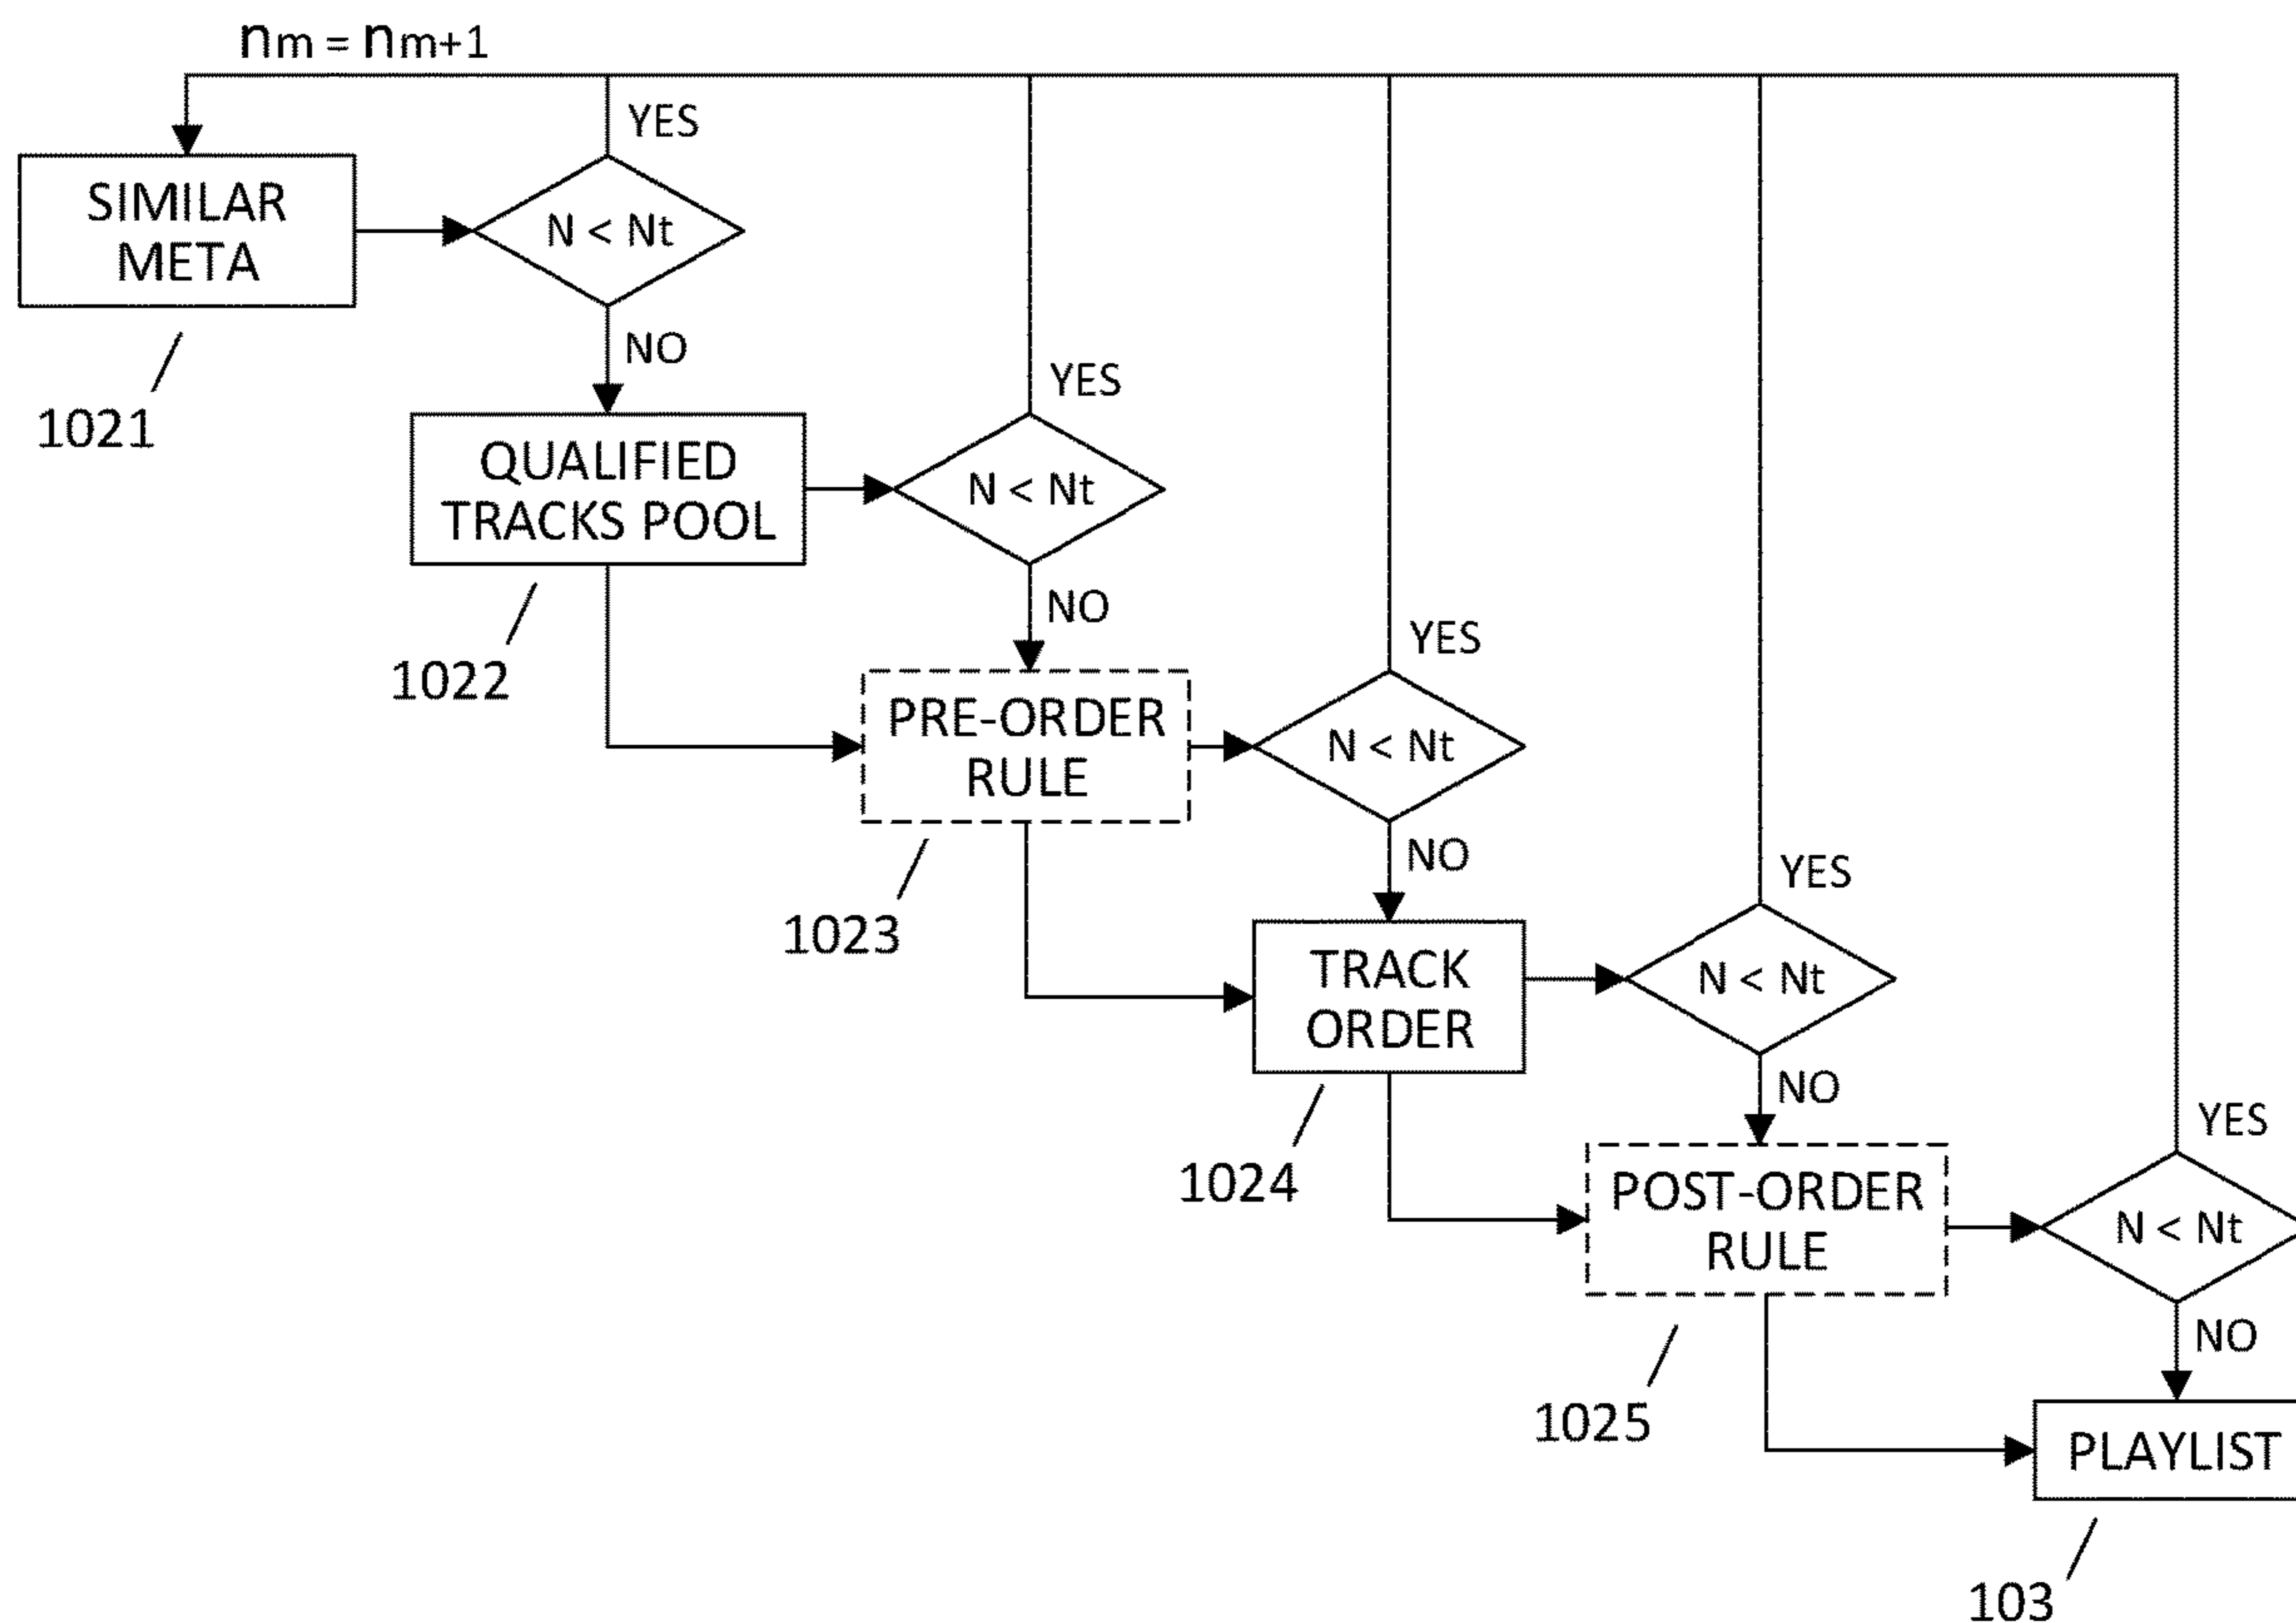 nm = nm+1
YES
SIMILAR
META
N < Nt
NO
1021
YES
QUALIFIED
TRACKS POOL
N < Nt
NO
1022
YES
PRE-ORDER
RULE
N < Nt
NO
1023
YES
TRACK
ORDER
N < Nt
NO
1024
YES
POST-ORDER
RULE
N < Nt
NO
1025
PLAYLIST
103